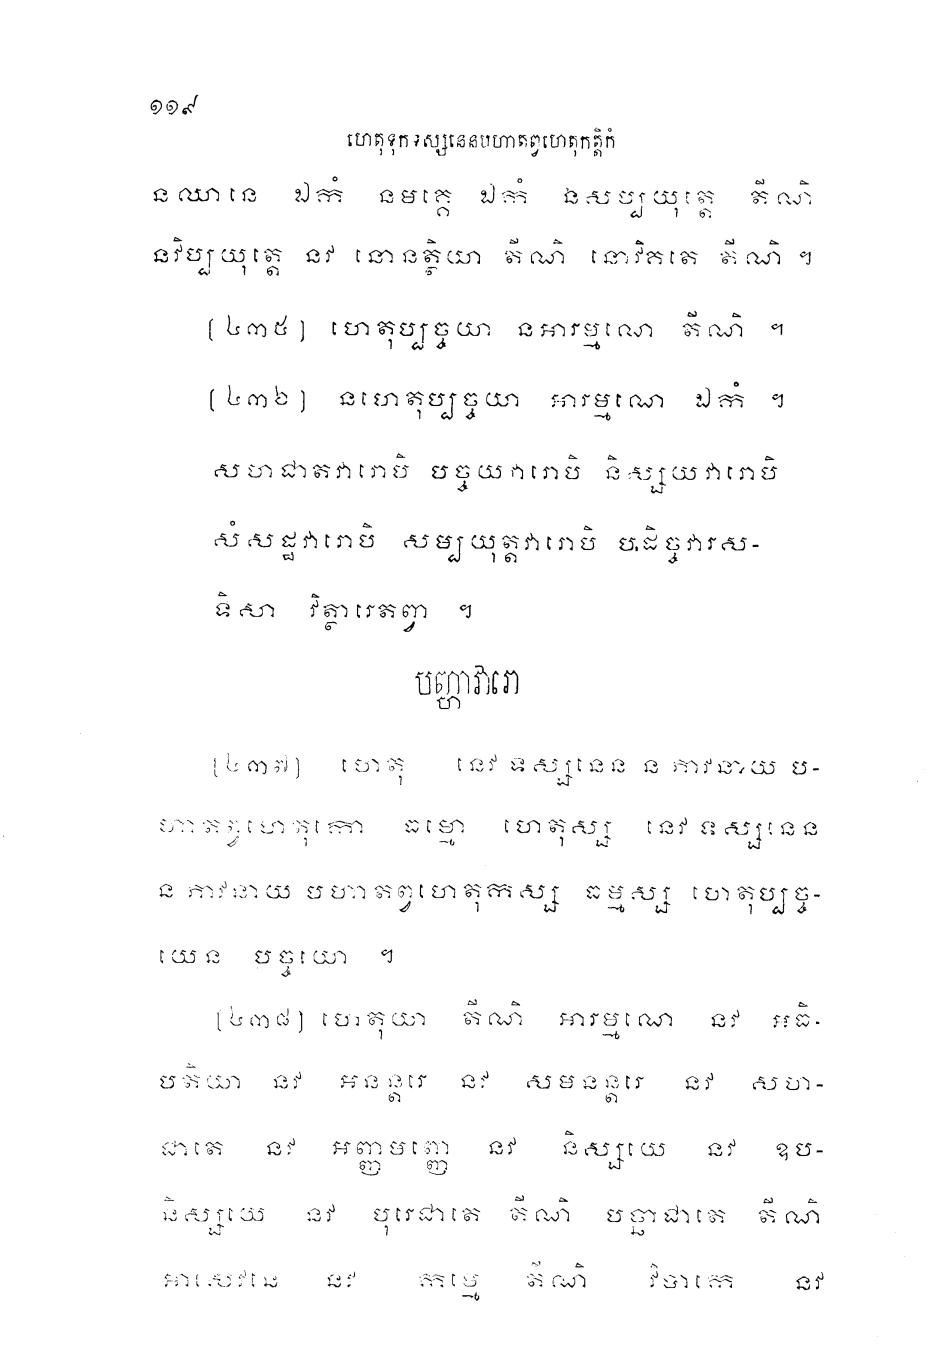 ១១៩
ហេតុទុកទស្សនេនបហាតព្វហេតុកត្តិកំ
នឈានេ ឯកំ នមគ្គេ ឯកំ នសម្បយុត្តេ តីណិ
នវិប្បយុត្តេ នវ នោនត្ថិយា តីណិ នោវិគតេ តីណិ ។
[៤៣៥] ហេតុប្បច្ចយា នអារម្មណេ តីណិ ។
[៤៣៦] នហេតុប្បច្ចយា អារម្មណេ ឯកំ ។
សហជាតវារោបិ បច្ចយវារោបិ និស្សយវារោបិ
សំសដ្ឋវារោបិ សម្បយុត្តវារោបិ បដិច្ចវារស-
ទិសា វិត្ថារេតព្វា ។
បញ្ហាវារោ
[៤៣៧] ហេតុ នេវ ទស្សនេន ន ភាវនាយ ប-
ហាតព្វហេតុកោ ធម្មោ ហេតុស្ស នេវ ទស្សនេន
ន ភាវនាយ បហាតព្វហេតុកស្ស ធម្មស្ស ហេតុប្បច្ច-
យេន បច្ចយោ ។
[៤៣៨] ហេតុយា តីណិ អារម្មណេ នវ អធិ-
បតិយា នវ អនន្តរេ នវ សមនន្តរេ នវ សហ-
ជាតេ នវ អញ្ញមញ្ញេ នវ និស្សយេ នវ ឧប-
និស្សយេ នវ បុរេជាតេ តីណិ បច្ឆាជាតេ តីណិ
អាសេវនេ នវ កម្មេ តីណិ វិបាកេ នវ